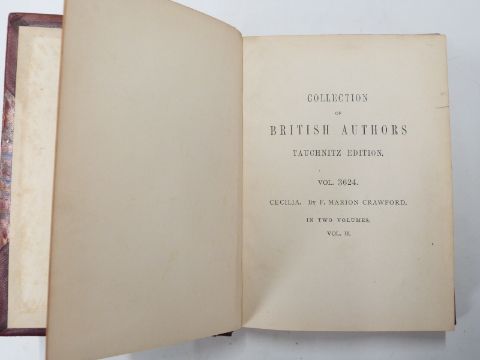 COLLECTION
OF
BRITISH AUTHORS
TAUCHNITZ EDITION.
VOL. 3624.
CECILIA. BY F. MARION CRAWFORD.
IN TWO VOLUMES.
VOL. II.